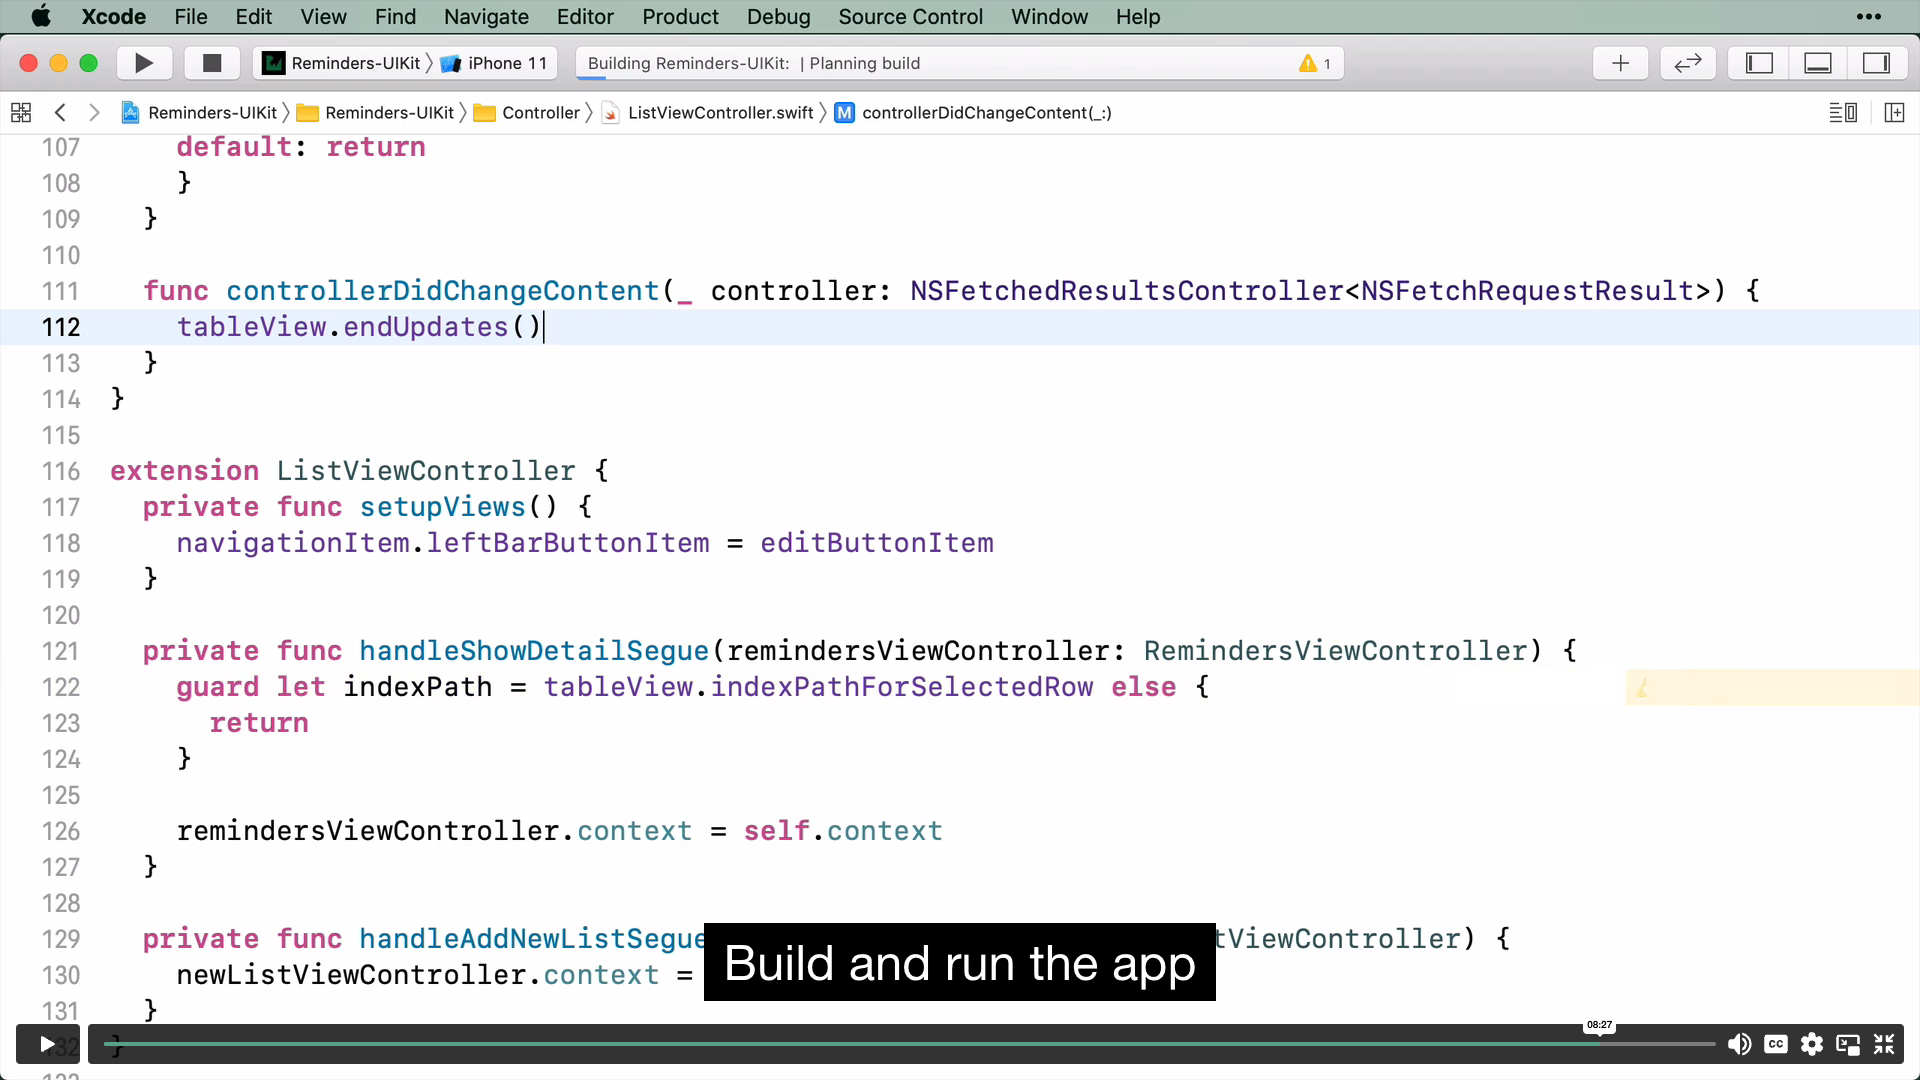 Xcode File Edit View Find Navigate Editor Product Debug Source Control Window Help
Reminders-UIKit iPhone 11 Building Reminders-UIKit: | Planning build 1
Reminders-UIKit Reminders-UIKit Controller ListViewController.swift M controllerDidChangeContent(_:)
107 default: return
108 }
109 }
110
111 func controllerDidChangeContent(_ controller: NSFetchedResultsController<NSFetchRequestResult>) {
112 tableView.endUpdates()
113 }
114 }
115
116 extension ListViewController {
117 private func setupViews() {
118 navigationItem.leftBarButtonItem = editButtonItem
119 }
120
121 private func handleShowDetailSegue(remindersViewController: RemindersViewController) {
122 guard let indexPath = tableView.indexPathForSelectedRow else {
123 return
124 }
125
126 remindersViewController.context = self.context
127 }
128
129 private func handleAddNewListSegue tViewController) {
130 newListViewController.context =
Build and run the app
131 }
08:27
132 }
CC